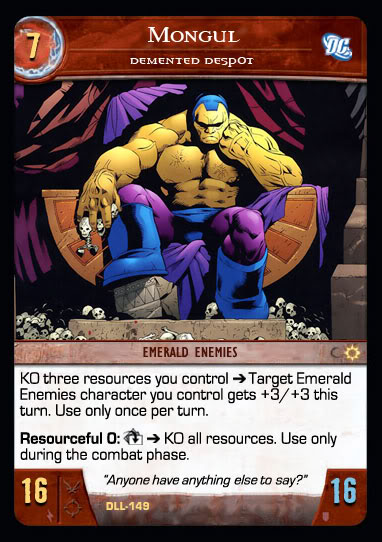 7
MONGUL
DEMENTED DESPOT
DC
EMERALD ENEMIES
C
KO three resources you control ➔ Target Emerald
Enemies character you control gets +3/+3 this
turn. Use only once per turn.
Resourceful 0: ➔ KO all resources. Use only
during the combat phase.
"Anyone have anything else to say?"
16
DLL-149
16